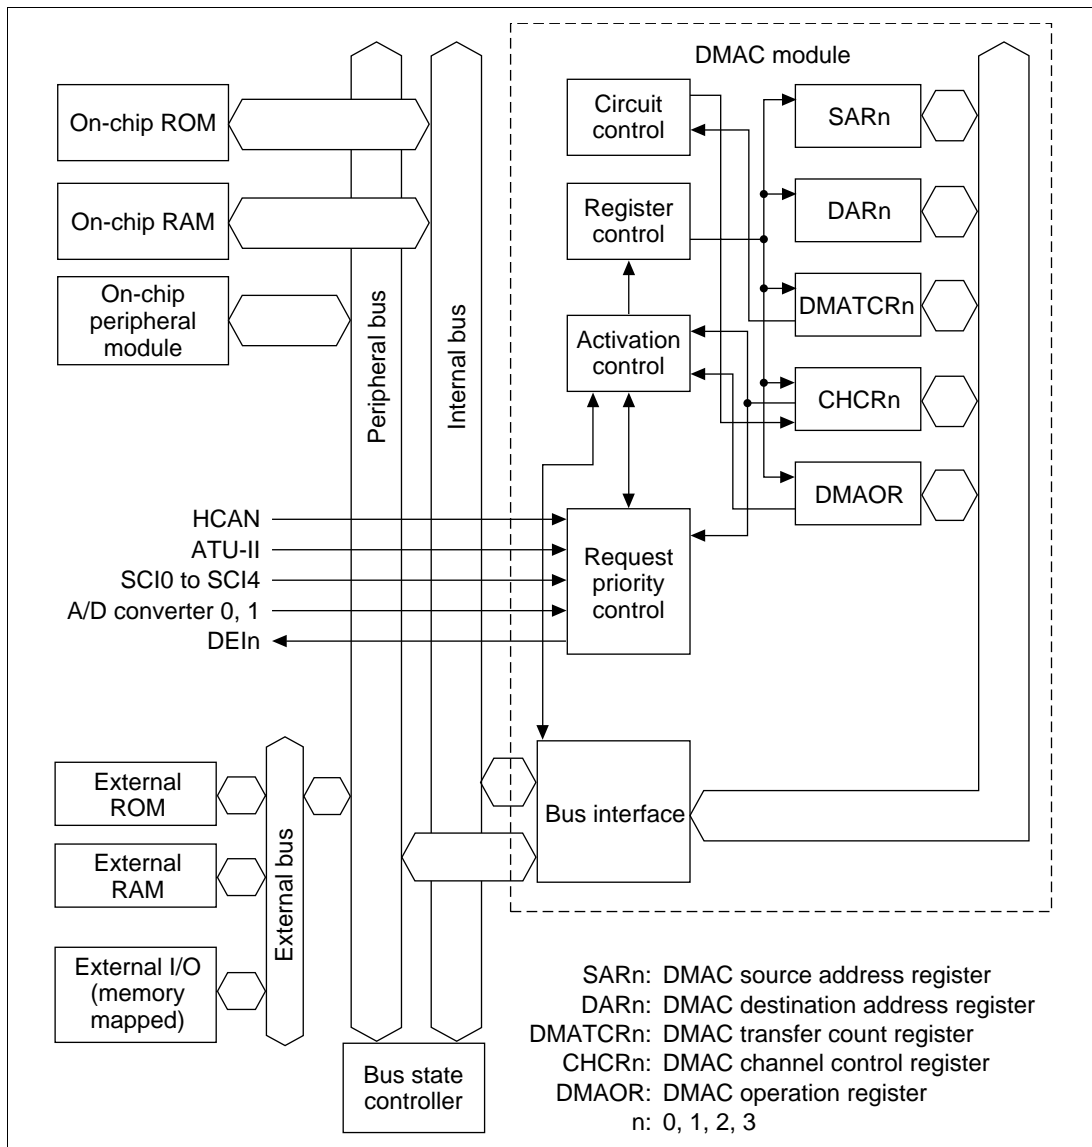 DMAC module
On-chip ROM
Circuit
control
SARn
On-chip RAM
Register
control
DARn
On-chip
peripheral
module
Peripheral bus
Internal bus
Activation
control
DMATCRn
CHCRn
DMAOR
HCAN
ATU-II
SCI0 to SCI4
A/D converter 0, 1
DEIn
Request
priority
control
External
ROM
External
RAM
External I/O
(memory
mapped)
External bus
Bus interface
Bus state
controller
SARn: DMAC source address register
DARn: DMAC destination address register
DMATCRn: DMAC transfer count register
CHCRn: DMAC channel control register
DMAOR: DMAC operation register
n: 0, 1, 2, 3